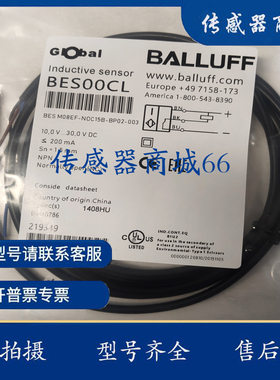 传感器商
Global
BALLUFF
Inductive sensor
www.balluff.com
BES00CL
Europe +49 7158-173
America 1-800-543-8390
BES M08EF-NOC15B-BP02-003
10,0 V...30,0 V DC
≤ 200 mA
NPN
传感器商城66
Conside datasheet
Country of origin:China
1408HU
219349
型号请联系客服
开普票专票
拍摄
型号齐全
售后